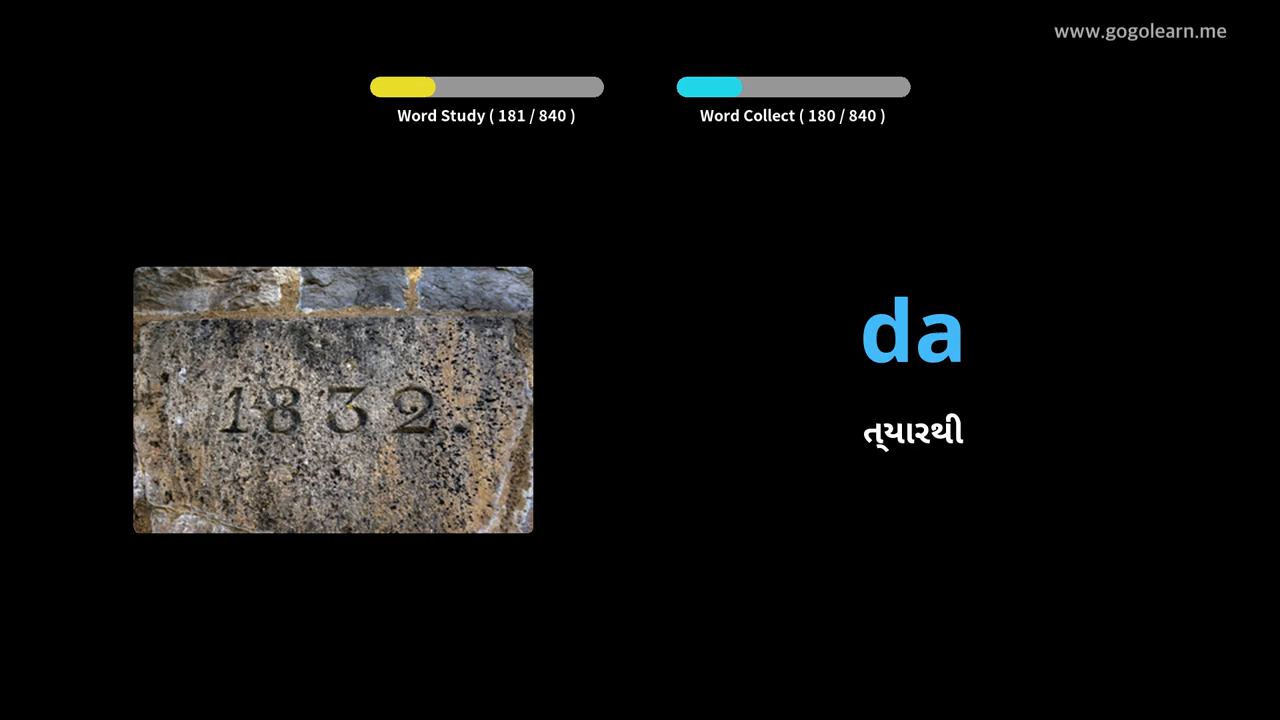 www.gogolearn.me
Word Study ( 181 / 840 )
Word Collect ( 180 / 840 )
1832.
da
ત્યારથી